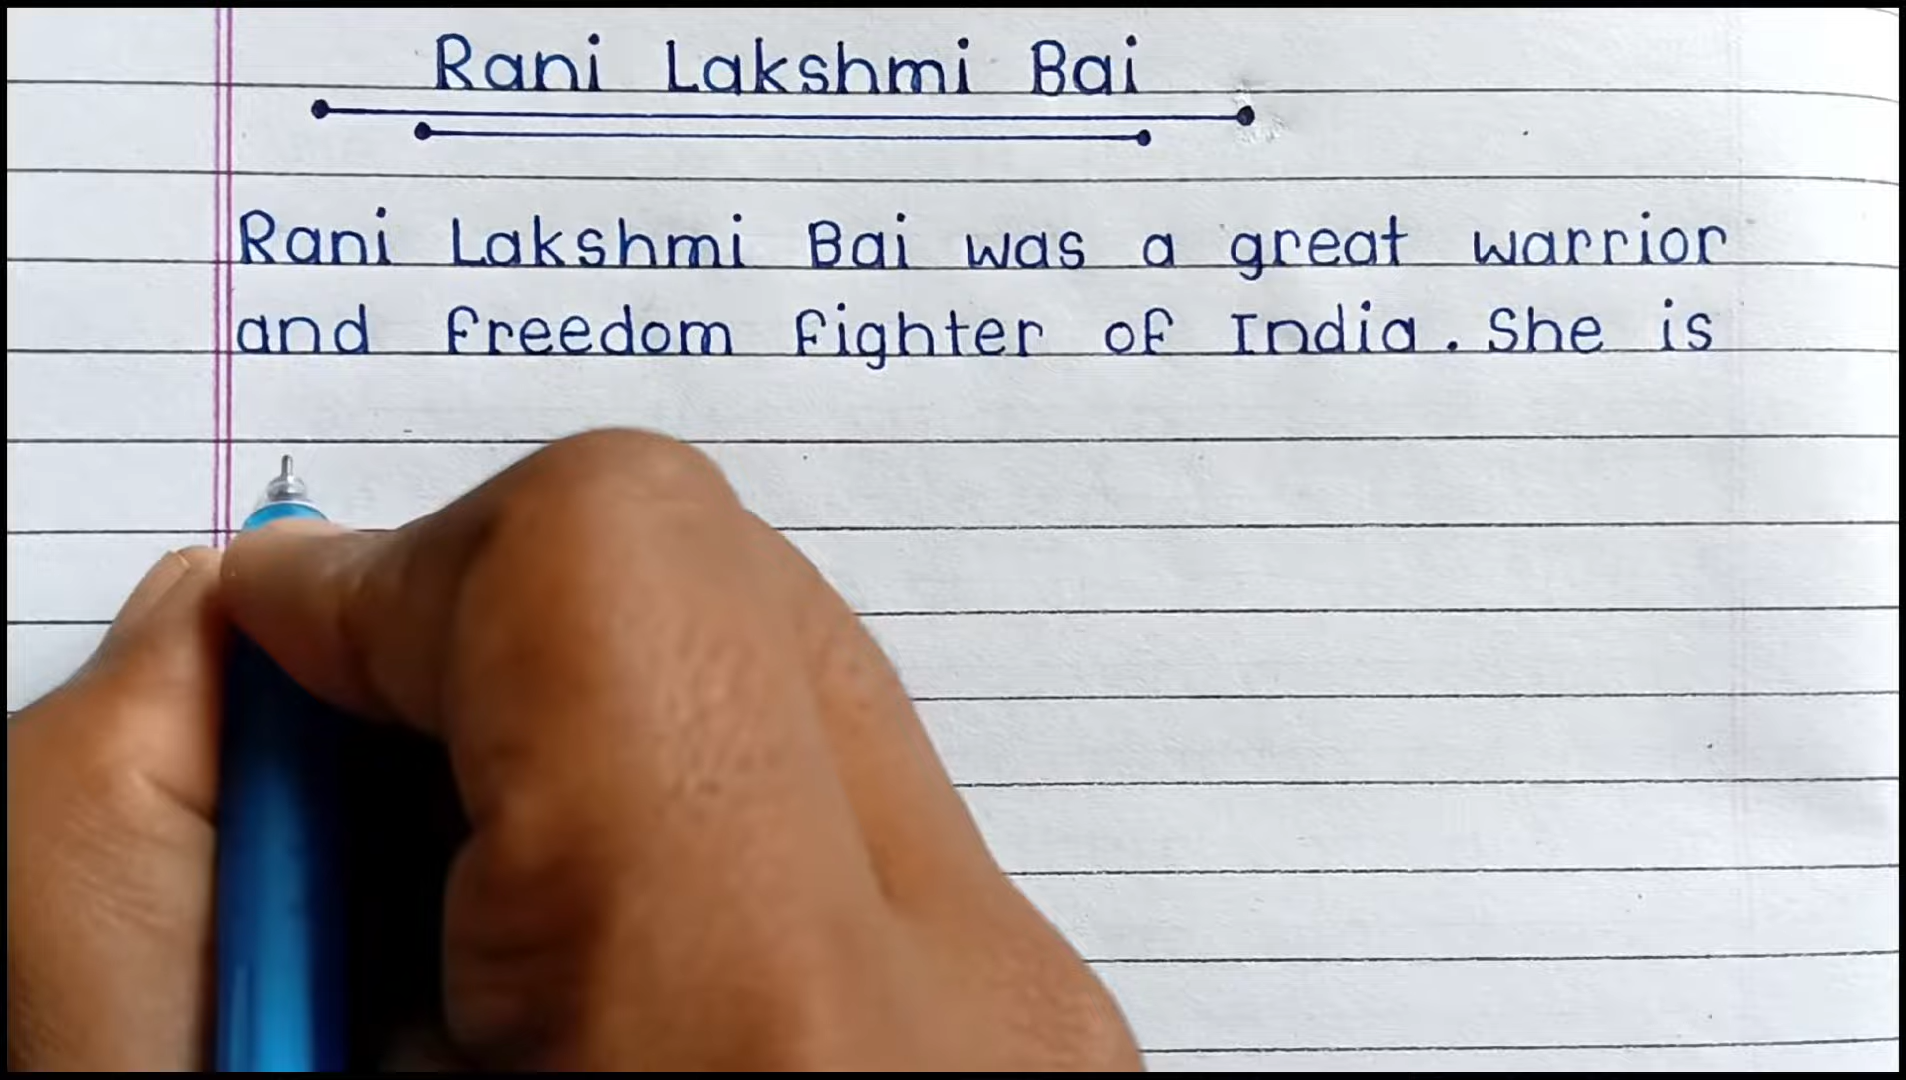 Rani Lakshmi Bai
Rani Lakshmi Bai was a great warrior
and freedom fighter of India. She is